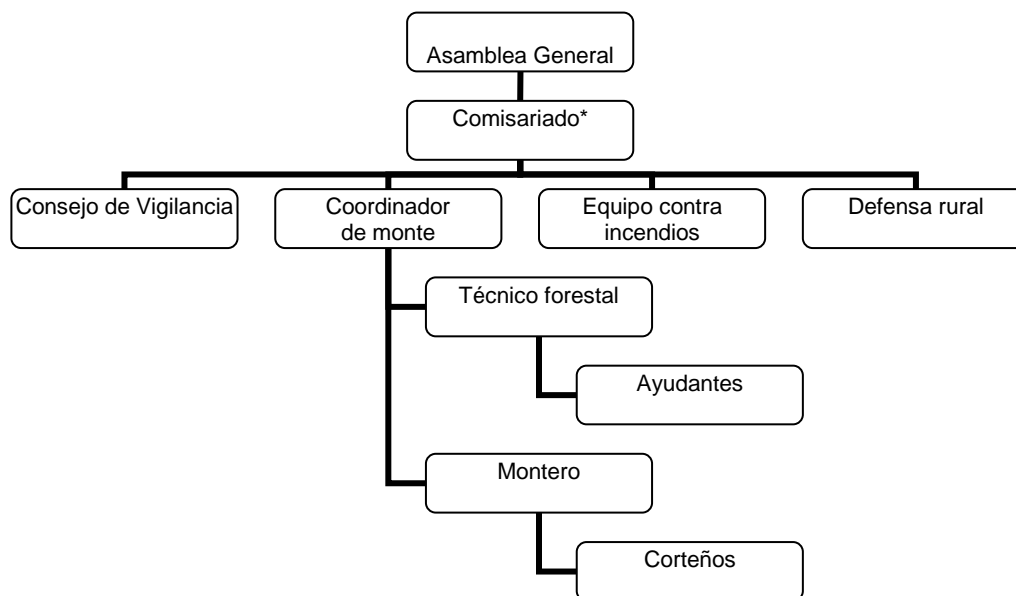 Asamblea General
Comisariado*
Consejo de Vigilancia
Coordinador
de monte
Equipo contra
incendios
Defensa rural
Técnico forestal
Ayudantes
Montero
Corteños